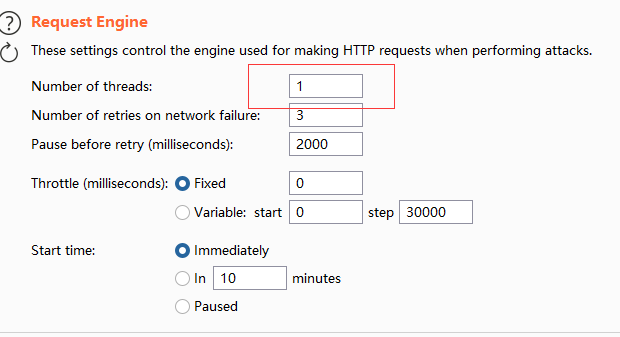 ? Request Engine
These settings control the engine used for making HTTP requests when performing attacks.
Number of threads: 1
Number of retries on network failure: 3
Pause before retry (milliseconds): 2000
Throttle (milliseconds): Fixed 0
Variable: start 0 step 30000
Start time: Immediately
In 10 minutes
Paused